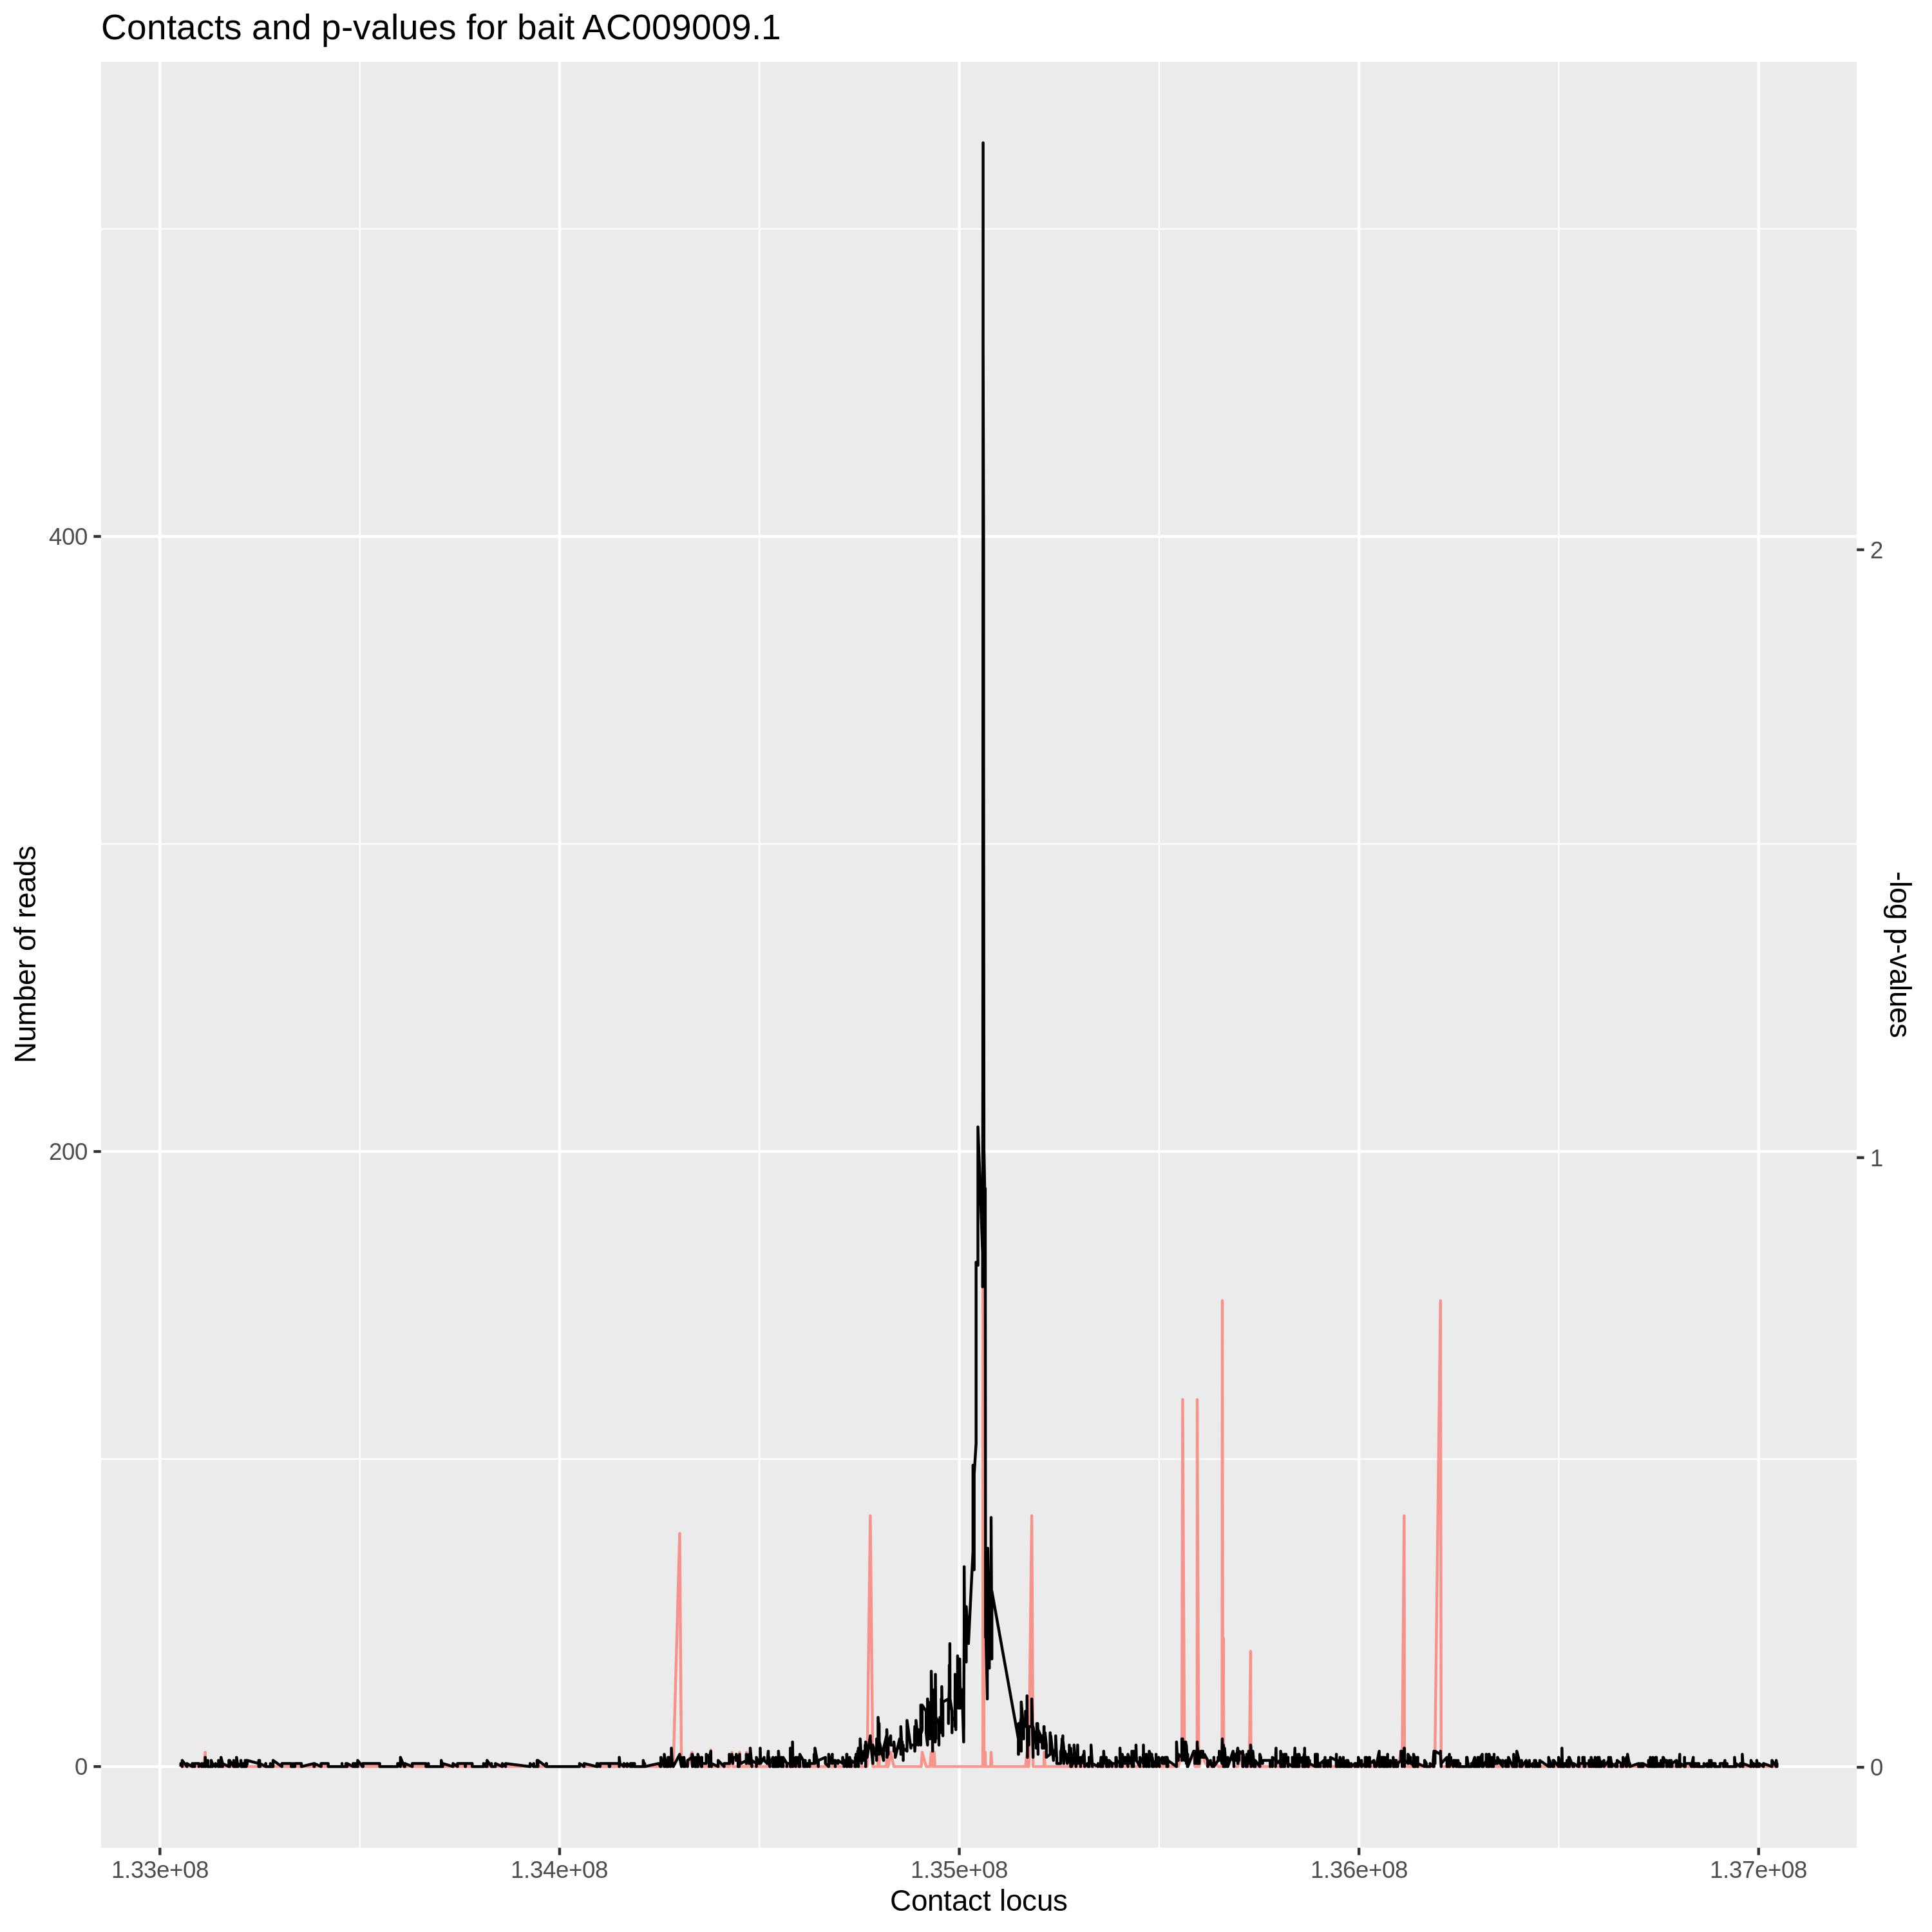 Contacts and p-values for bait AC009009.1
Number of reads
400
200
0
2
1
0
-log p-values
1.33e+08 1.34e+08 1.35e+08 1.36e+08 1.37e+08
Contact locus